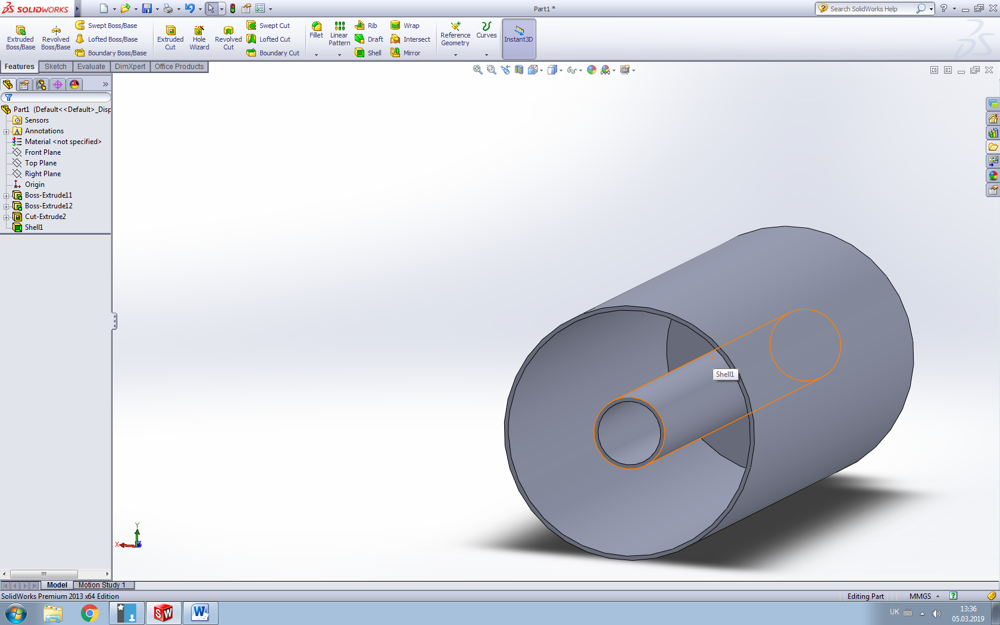 SOLIDWORKS
Part1 *
Search SolidWorks Help
Extruded Boss/Base
Revolved Boss/Base
Swept Boss/Base
Lofted Boss/Base
Boundary Boss/Base
Extruded Cut
Hole Wizard
Revolved Cut
Swept Cut
Lofted Cut
Boundary Cut
Fillet
Linear Pattern
Rib
Draft
Shell
Wrap
Intersect
Mirror
Reference Geometry
Curves
Instant3D
Features Sketch Evaluate DimXpert Office Products
Part1 (Default<<Default>_Disp
Sensors
Annotations
Material <not specified>
Front Plane
Top Plane
Right Plane
Origin
Boss-Extrude11
Boss-Extrude12
Cut-Extrude2
Shell1
Shell1
Y
X
Model Motion Study 1
SolidWorks Premium 2013 x64 Edition
Editing Part
MMGS
UK
13:36
05.03.2019